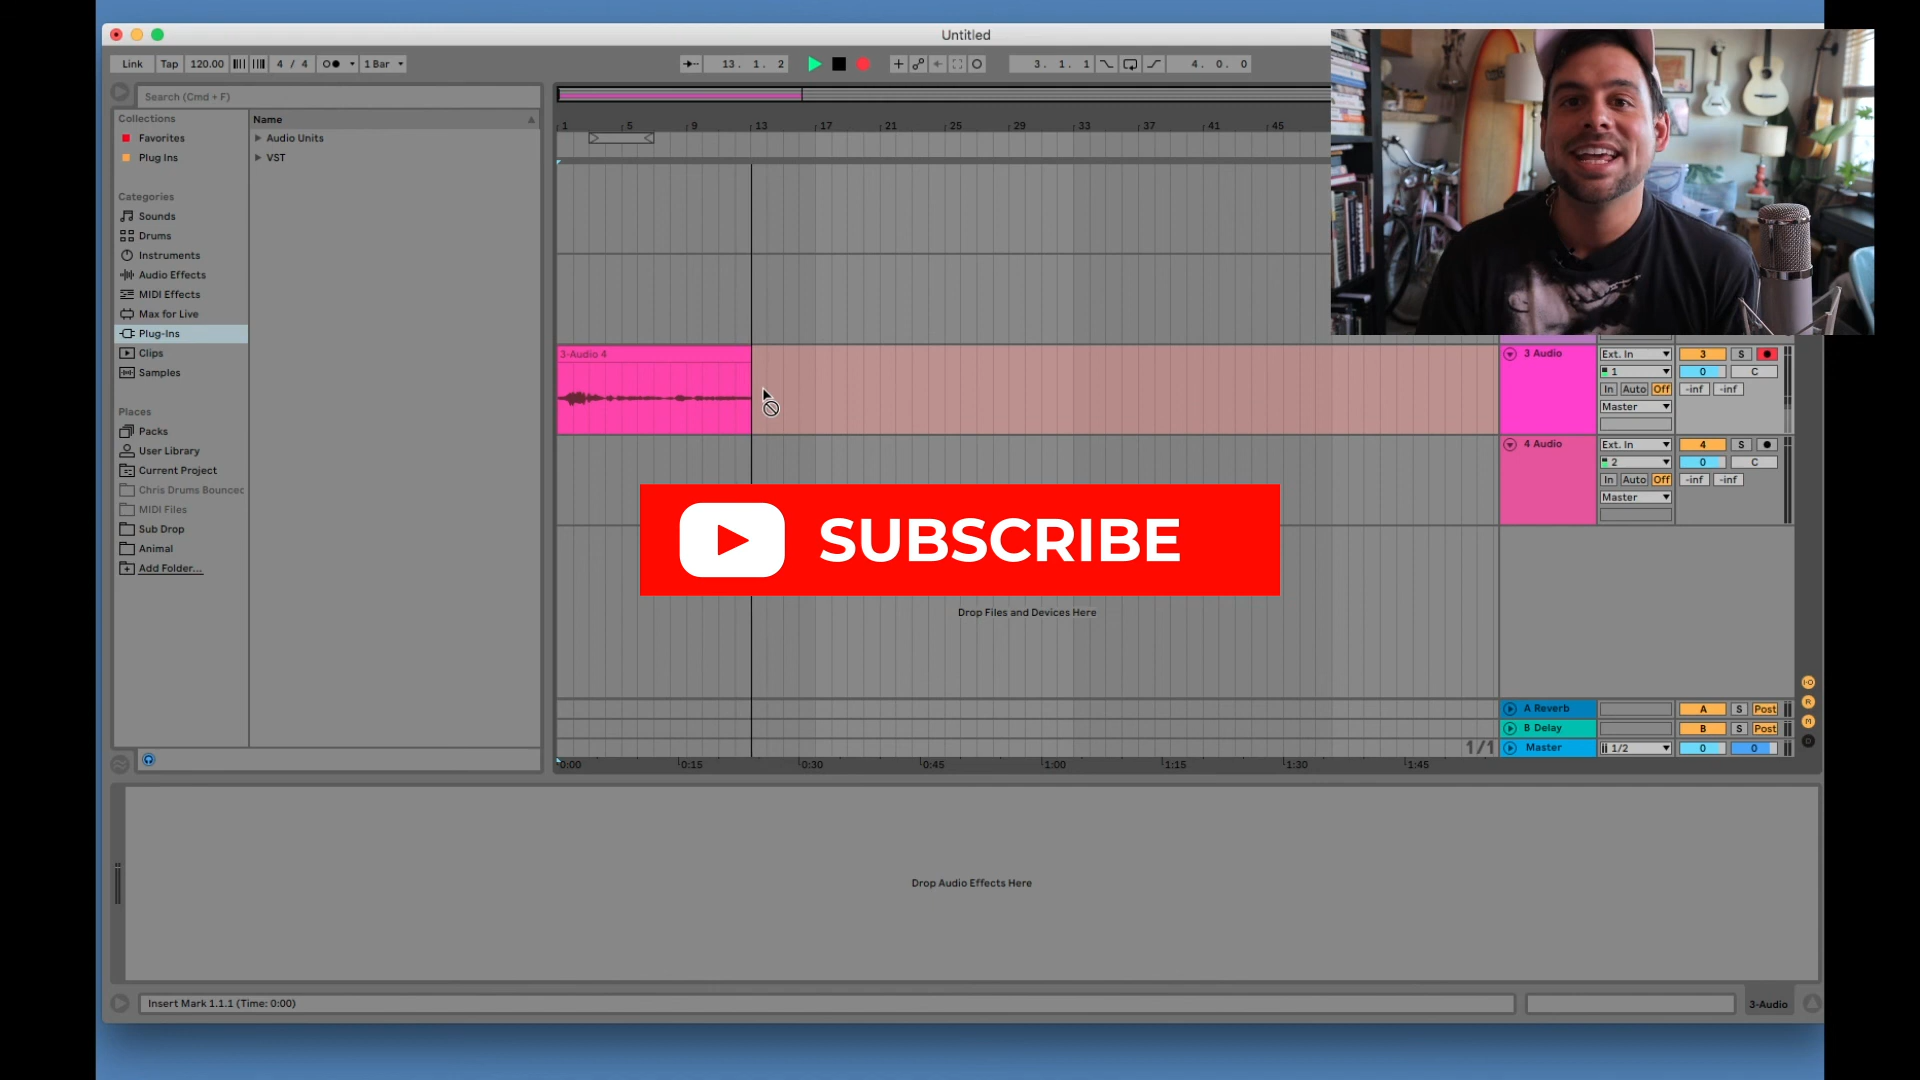 Untitled
Link Tap 120.00 4 / 4 1 Bar 13. 1. 2 3. 1. 1 4. 0. 0
Search (Cmd + F)
Collections
Favorites
Plug Ins
Categories
Sounds
Drums
Instruments
Audio Effects
MIDI Effects
Max for Live
Plug-Ins
Clips
Samples
Places
Packs
User Library
Current Project
Chris Drums Bounced
MIDI Files
Sub Drop
Animal
Add Folder...
Name
Audio Units
VST
1 5 9 13 17 21 25 29 33 37 41 45
3-Audio 4
3 Audio Ext. In 3 S
1 0 C
In Auto Off -inf -inf
Master
4 Audio Ext. In 4 S
2 0 C
In Auto Off -inf -inf
Master
SUBSCRIBE
Drop Files and Devices Here
A Reverb A S Post
B Delay B S Post
1/1 Master 1/2 0 0
0:00 0:15 0:30 0:45 1:00 1:15 1:30 1:45
I-O
R
M
D
Drop Audio Effects Here
Insert Mark 1.1.1 (Time: 0:00)
3-Audio